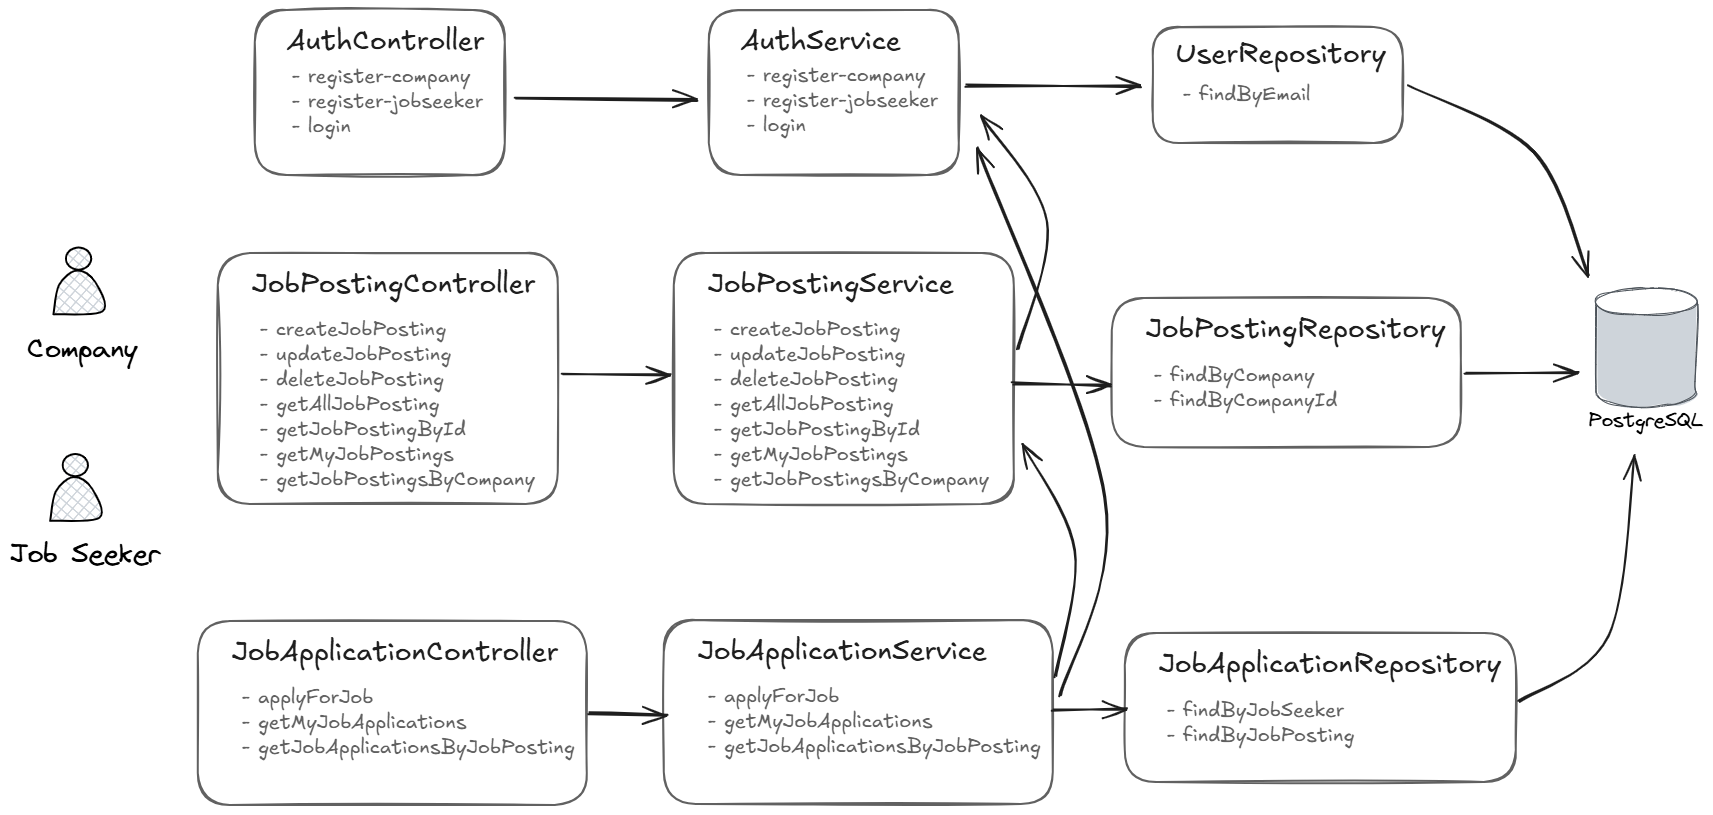 AuthController
- register-company
- register-jobseeker
- login
AuthService
- register-company
- register-jobseeker
- login
UserRepository
- findByEmail
Company
JobPostingController
- createJobPosting
- updateJobPosting
- deleteJobPosting
- getAllJobPosting
- getJobPostingById
- getMyJobPostings
- getJobPostingsByCompany
JobPostingService
- createJobPosting
- updateJobPosting
- deleteJobPosting
- getAllJobPosting
- getJobPostingById
- getMyJobPostings
- getJobPostingsByCompany
JobPostingRepository
- findByCompany
- findByCompanyId
PostgreSQL
Job Seeker
JobApplicationController
- applyForJob
- getMyJobApplications
- getJobApplicationsByJobPosting
JobApplicationService
- applyForJob
- getMyJobApplications
- getJobApplicationsByJobPosting
JobApplicationRepository
- findByJobSeeker
- findByJobPosting